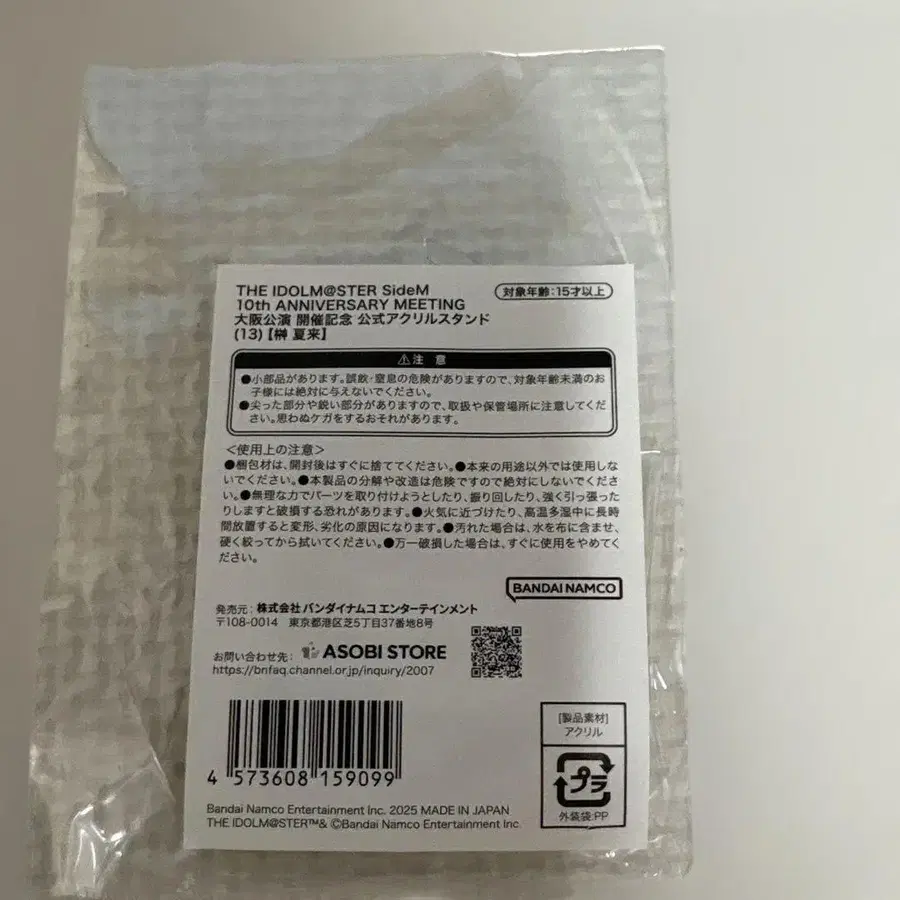 THE IDOLM@STER SideM
10th ANNIVERSARY MEETING
大阪公演 開催記念 公式アクリルスタンド
(13)【榊 夏来】
対象年齢:15才以上
⚠注 意
●小部品があります。誤飲・窒息の危険がありますので、対象年齢未満のお
子様には絶対に与えないでください。
●尖った部分や鋭い部分がありますので、取扱や保管場所に注意してくだ
さい。思わぬケガをするおそれがあります。
<使用上の注意>
●梱包材は、開封後はすぐに捨ててください。●本来の用途以外では使用しな
いでください。●本製品の分解や改造は危険ですので絶対にしないでくださ
い。●無理な力でパーツを取り付けようとしたり、振り回したり、強く引っ張った
りしますと破損する恐れがあります。●火気に近づけたり、高温多湿中に長時
間放置すると変形、劣化の原因になります。●汚れた場合は、水を布に含ませ、
硬く絞ってから拭いてください。●万一破損した場合は、すぐに使用をやめてく
ださい。
BANDAI NAMCO
発売元:株式会社 バンダイナムコ エンターテインメント
〒108-0014 東京都港区芝5丁目37番地8号
お問い合わせ先: ASOBI STORE
https://bnfaq.channel.or.jp/inquiry/2007
4 573608 159099
[製品素材]
アクリル
プラ
外装袋:PP
Bandai Namco Entertainment Inc. 2025 MADE IN JAPAN
THE IDOLM@STER™& ©Bandai Namco Entertainment Inc.